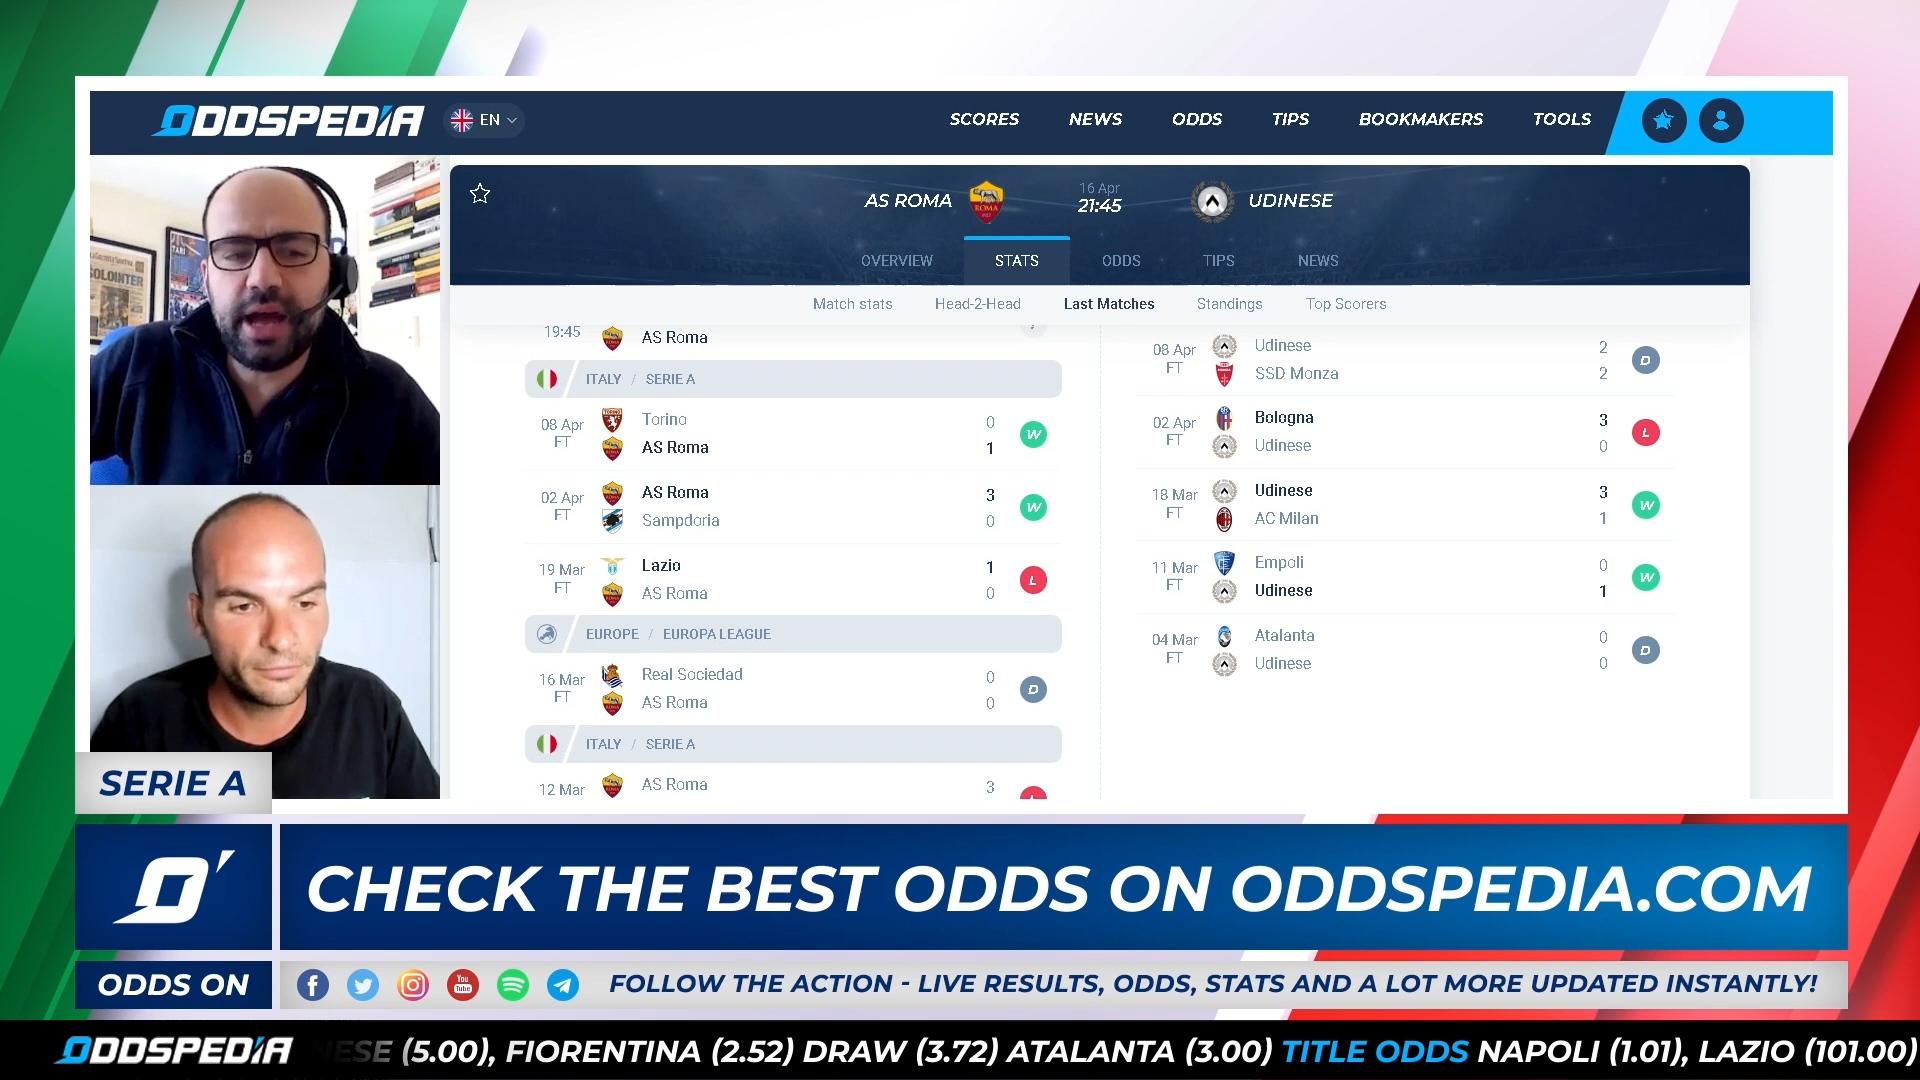 ODDSPEDIA
EN
SCORES NEWS ODDS TIPS BOOKMAKERS TOOLS
AS ROMA
ROMA
16 Apr
21:45
UDINESE
OVERVIEW STATS ODDS TIPS NEWS
Match stats Head-2-Head Last Matches Standings Top Scorers
19:45 AS Roma
ITALY / SERIE A
08 Apr FT
Torino 0
AS Roma 1
W
02 Apr FT
AS Roma 3
Sampdoria 0
W
19 Mar FT
Lazio 1
AS Roma 0
L
EUROPE / EUROPA LEAGUE
16 Mar FT
Real Sociedad 0
AS Roma 0
D
ITALY / SERIE A
12 Mar AS Roma 3
08 Apr FT
Udinese 2
SSD Monza 2
D
02 Apr FT
Bologna 3
Udinese 0
L
18 Mar FT
Udinese 3
AC Milan 1
W
11 Mar FT
Empoli 0
Udinese 1
W
04 Mar FT
Atalanta 0
Udinese 0
D
SOLOINTER
SERIE A
CHECK THE BEST ODDS ON ODDSPEDIA.COM
ODDS ON
You Tube
FOLLOW THE ACTION - LIVE RESULTS, ODDS, STATS AND A LOT MORE UPDATED INSTANTLY!
ODDSPEDIA
NESE (5.00), FIORENTINA (2.52) DRAW (3.72) ATALANTA (3.00) TITLE ODDS NAPOLI (1.01), LAZIO (101.00)